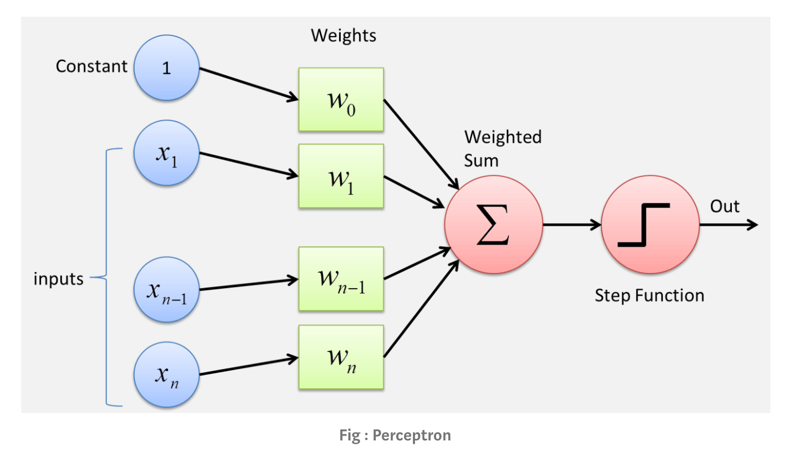 Weights
Constant
1
w₀
x₁
w₁
Weighted
Sum
Σ
Out
inputs
xₙ₋₁
wₙ₋₁
Step Function
xₙ
wₙ
Fig : Perceptron